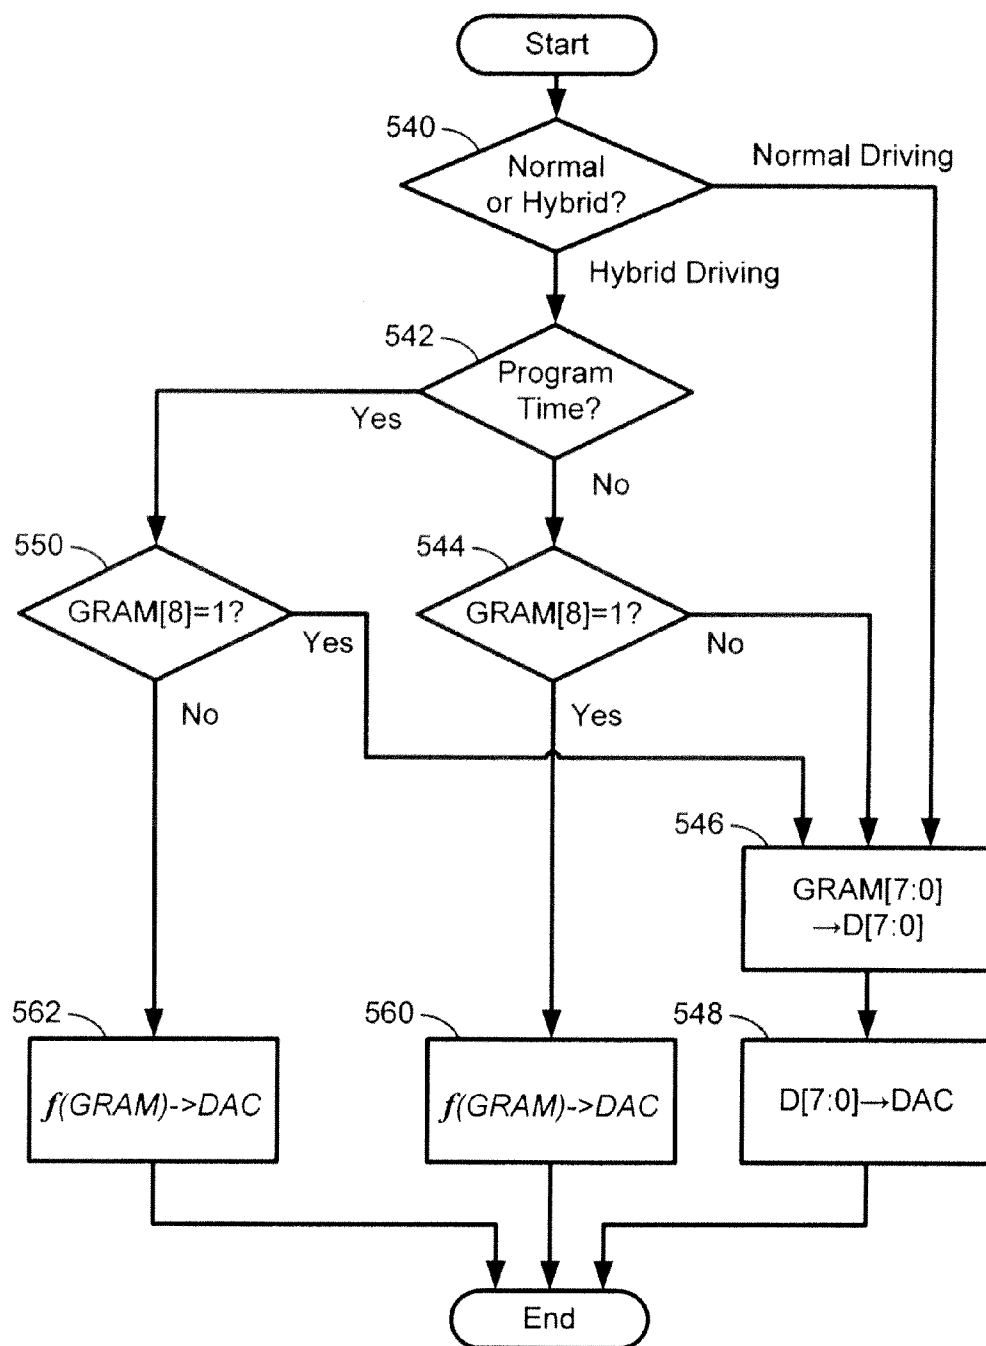 Start
540
Normal
or Hybrid?
Normal Driving
Hybrid Driving
542
Program
Time?
Yes
No
550
GRAM[8]=1?
Yes
No
544
GRAM[8]=1?
No
Yes
546
GRAM[7:0]
→D[7:0]
562
f(GRAM)->DAC
560
f(GRAM)->DAC
548
D[7:0]→DAC
End